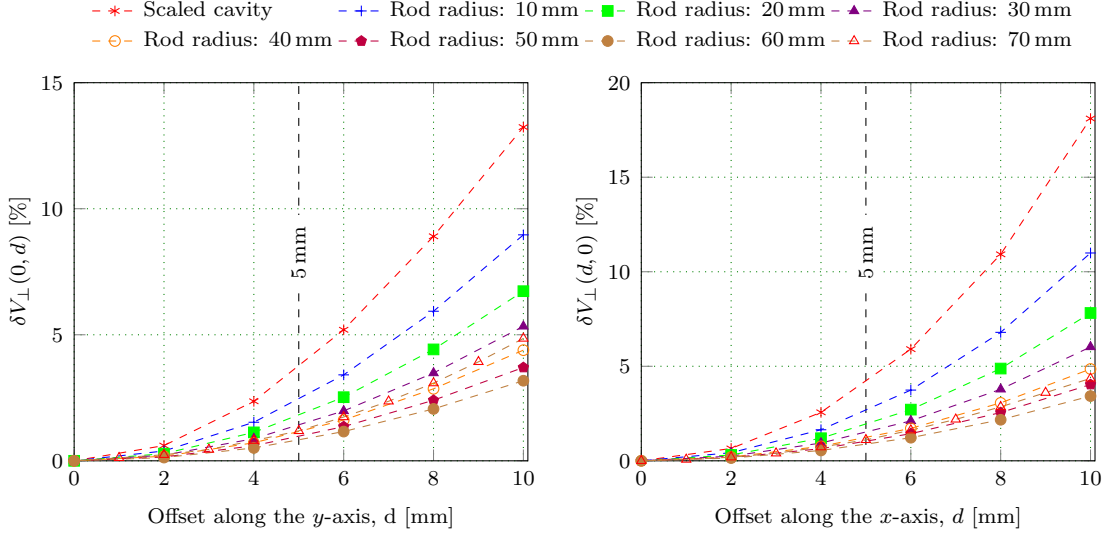 Scaled cavity Rod radius: 10 mm Rod radius: 20 mm Rod radius: 30 mm
Rod radius: 40 mm Rod radius: 50 mm Rod radius: 60 mm Rod radius: 70 mm
15
10
5
0
0 2 4 6 8 10
δV⊥(0, d) [%]
5 mm
Offset along the y-axis, d [mm]
20
15
10
5
0
0 2 4 6 8 10
δV⊥(d, 0) [%]
5 mm
Offset along the x-axis, d [mm]